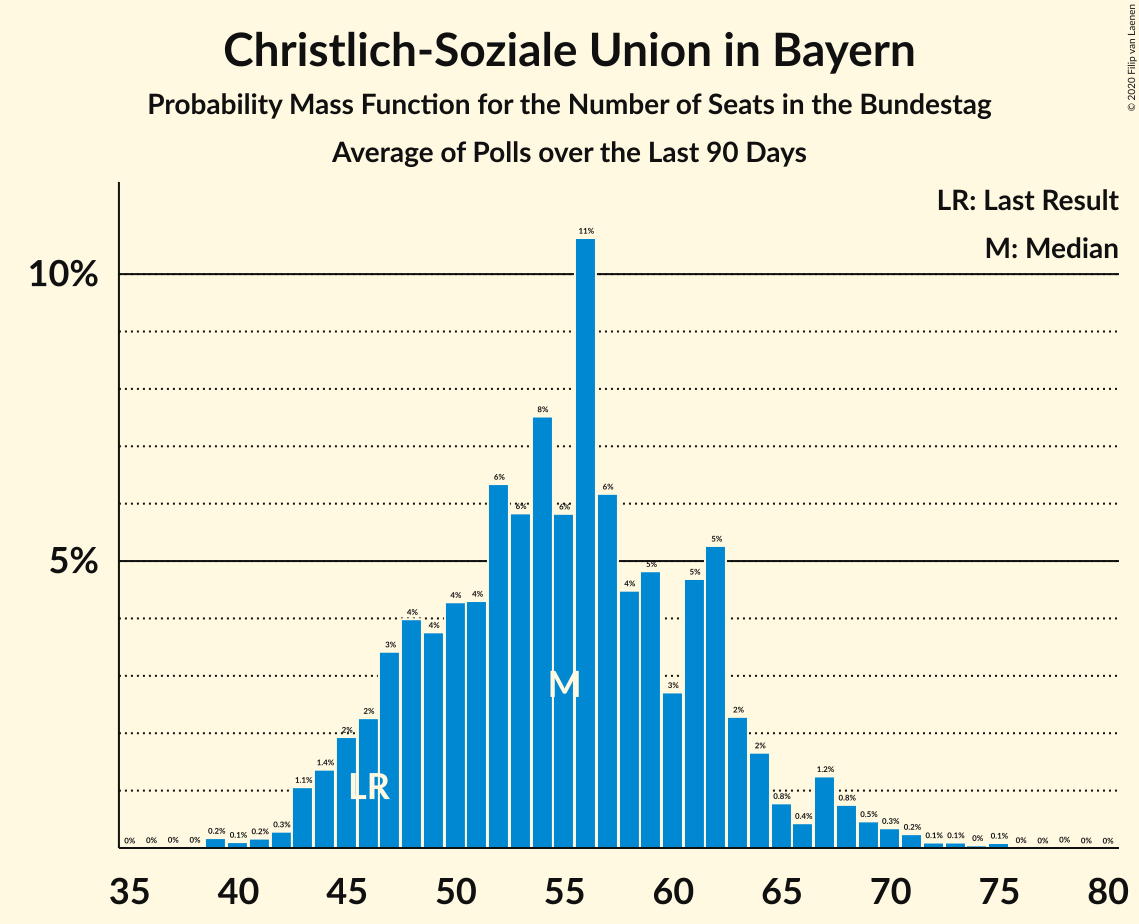 Christlich-Soziale Union in Bayern
Probability Mass Function for the Number of Seats in the Bundestag
Average of Polls over the Last 90 Days
© 2020 Filip van Laenen
LR: Last Result
M: Median
10%
5%
0% 0% 0% 0% 0.2% 0.1% 0.2% 0.3% 1.1% 1.4% 2% 2% 3% 4% 4% 4% 4% 6% 6% 8% 6% 11% 6% 4% 5% 3% 5% 5% 2% 2% 0.8% 0.4% 1.2% 0.8% 0.5% 0.3% 0.2% 0.1% 0.1% 0% 0.1% 0% 0% 0% 0% 0%
M
LR
35 40 45 50 55 60 65 70 75 80